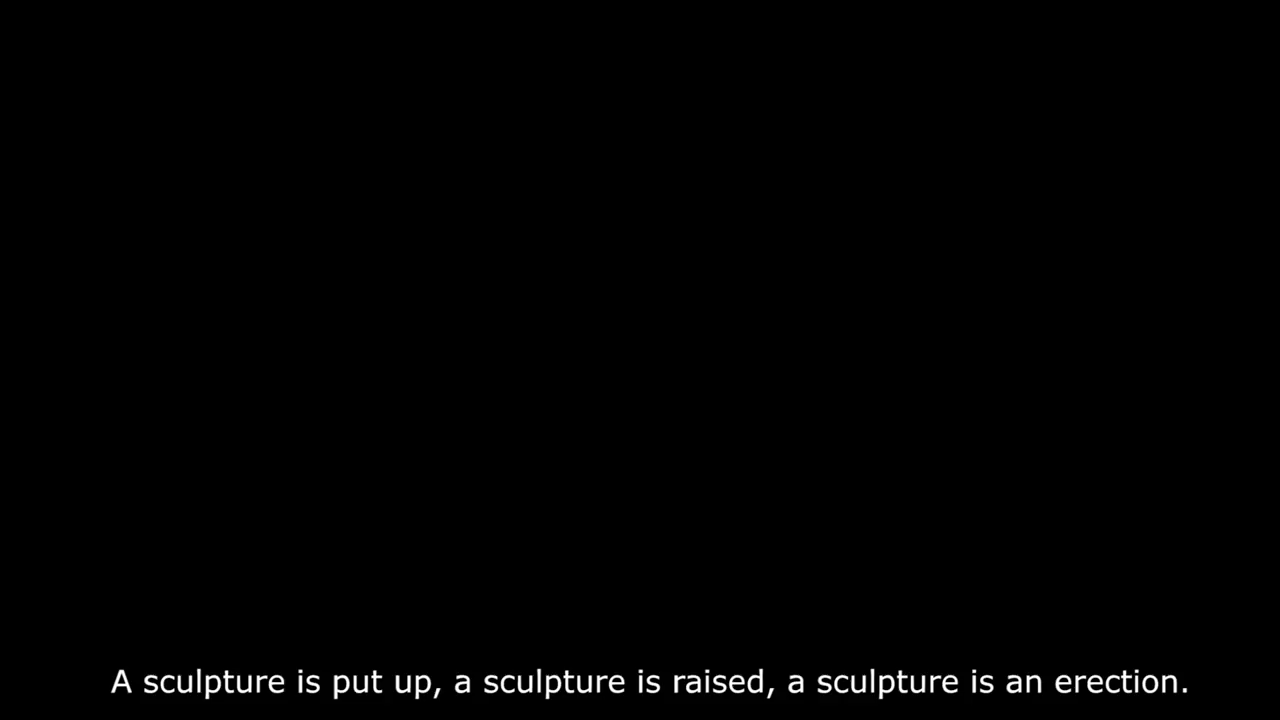 A sculpture is put up, a sculpture is raised, a sculpture is an erection.